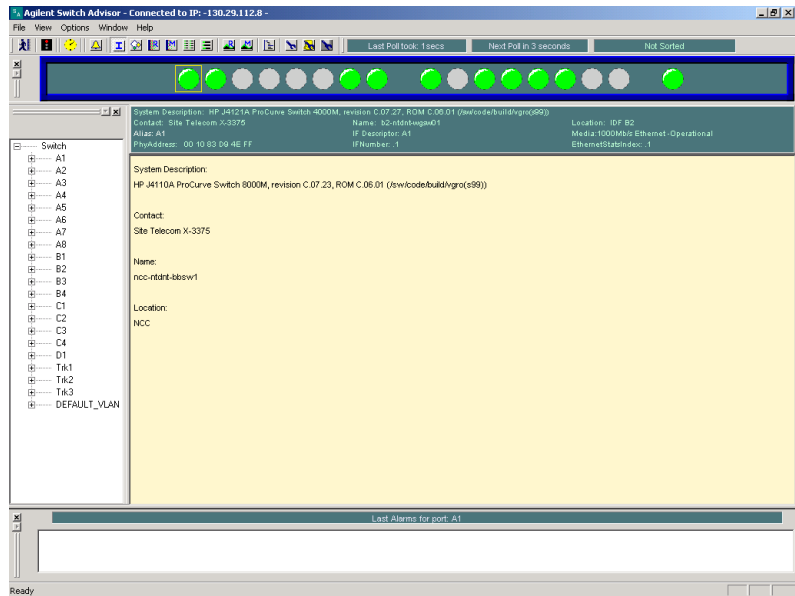 Agilent Switch Advisor - Connected to IP: -130.29.112.8 -
File View Options Window Help
Last Poll took: 1secs Next Poll in 3 seconds Not Sorted
System Description: HP J4121A ProCurve Switch 4000M, revision C.07.27, ROM C.06.01 (/sw/code/build/vgro(s99))
Contact: Site Telecom X-3375 Name: b2-ntdnt-wgsw01 Location: IDF B2
Alias: A1 IF Descriptor: A1 Media:1000Mb/s Ethernet -Operational
PhyAddress: 00 10 83 D9 4E FF IFNumber: .1 EthernetStatsIndex: .1
Switch
A1
A2
A3
A4
A5
A6
A7
A8
B1
B2
B3
B4
C1
C2
C3
C4
D1
Trk1
Trk2
Trk3
DEFAULT_VLAN
System Description:
HP J4110A ProCurve Switch 8000M, revision C.07.23, ROM C.06.01 (/sw/code/build/vgro(s99))
Contact:
Site Telecom X-3375
Name:
ncc-ntdnt-bbsw1
Location:
NCC
Last Alarms for port: A1
Ready